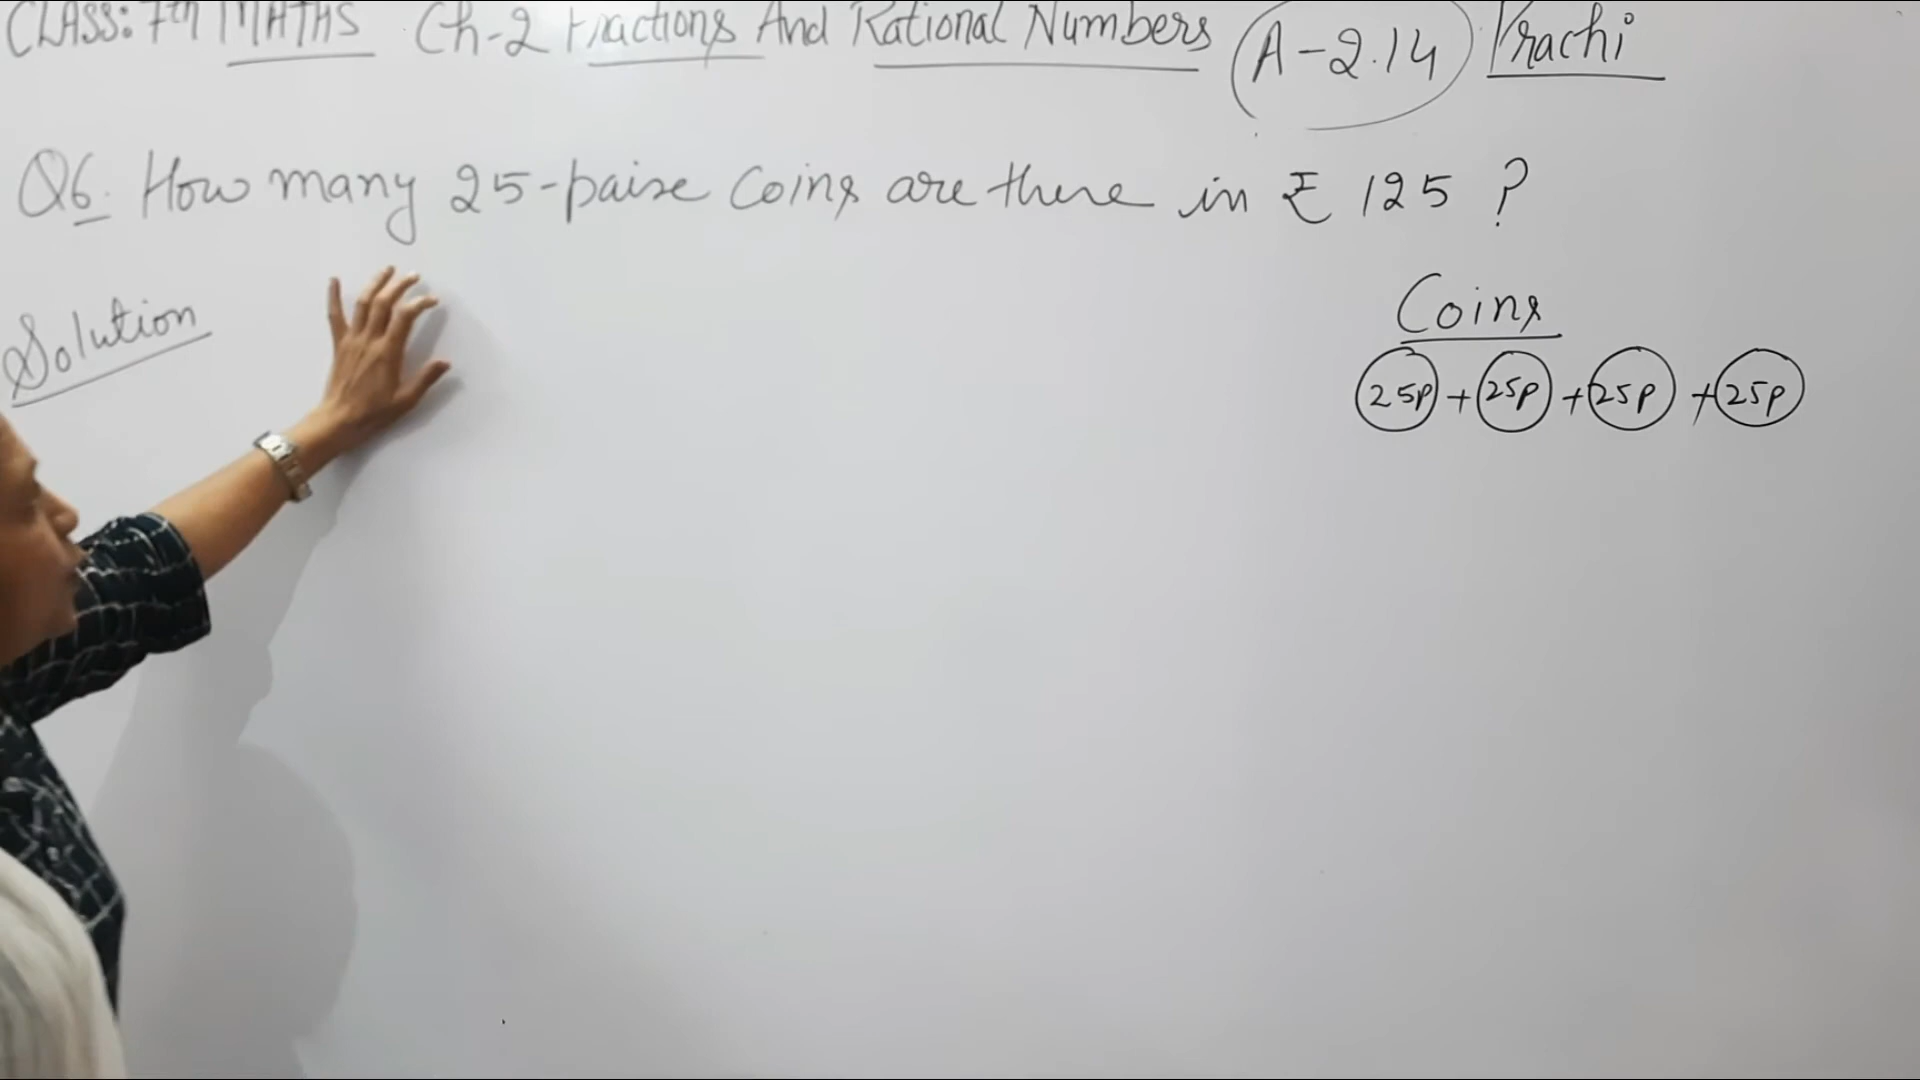 CLASS: 7th MATHS Ch-2 Fractions And Rational Numbers A-2.14 Prachi
Q6. How many 25-paise Coins are there in ₹ 125 ?
Solution
Coins
25p + 25p + 25p + 25p